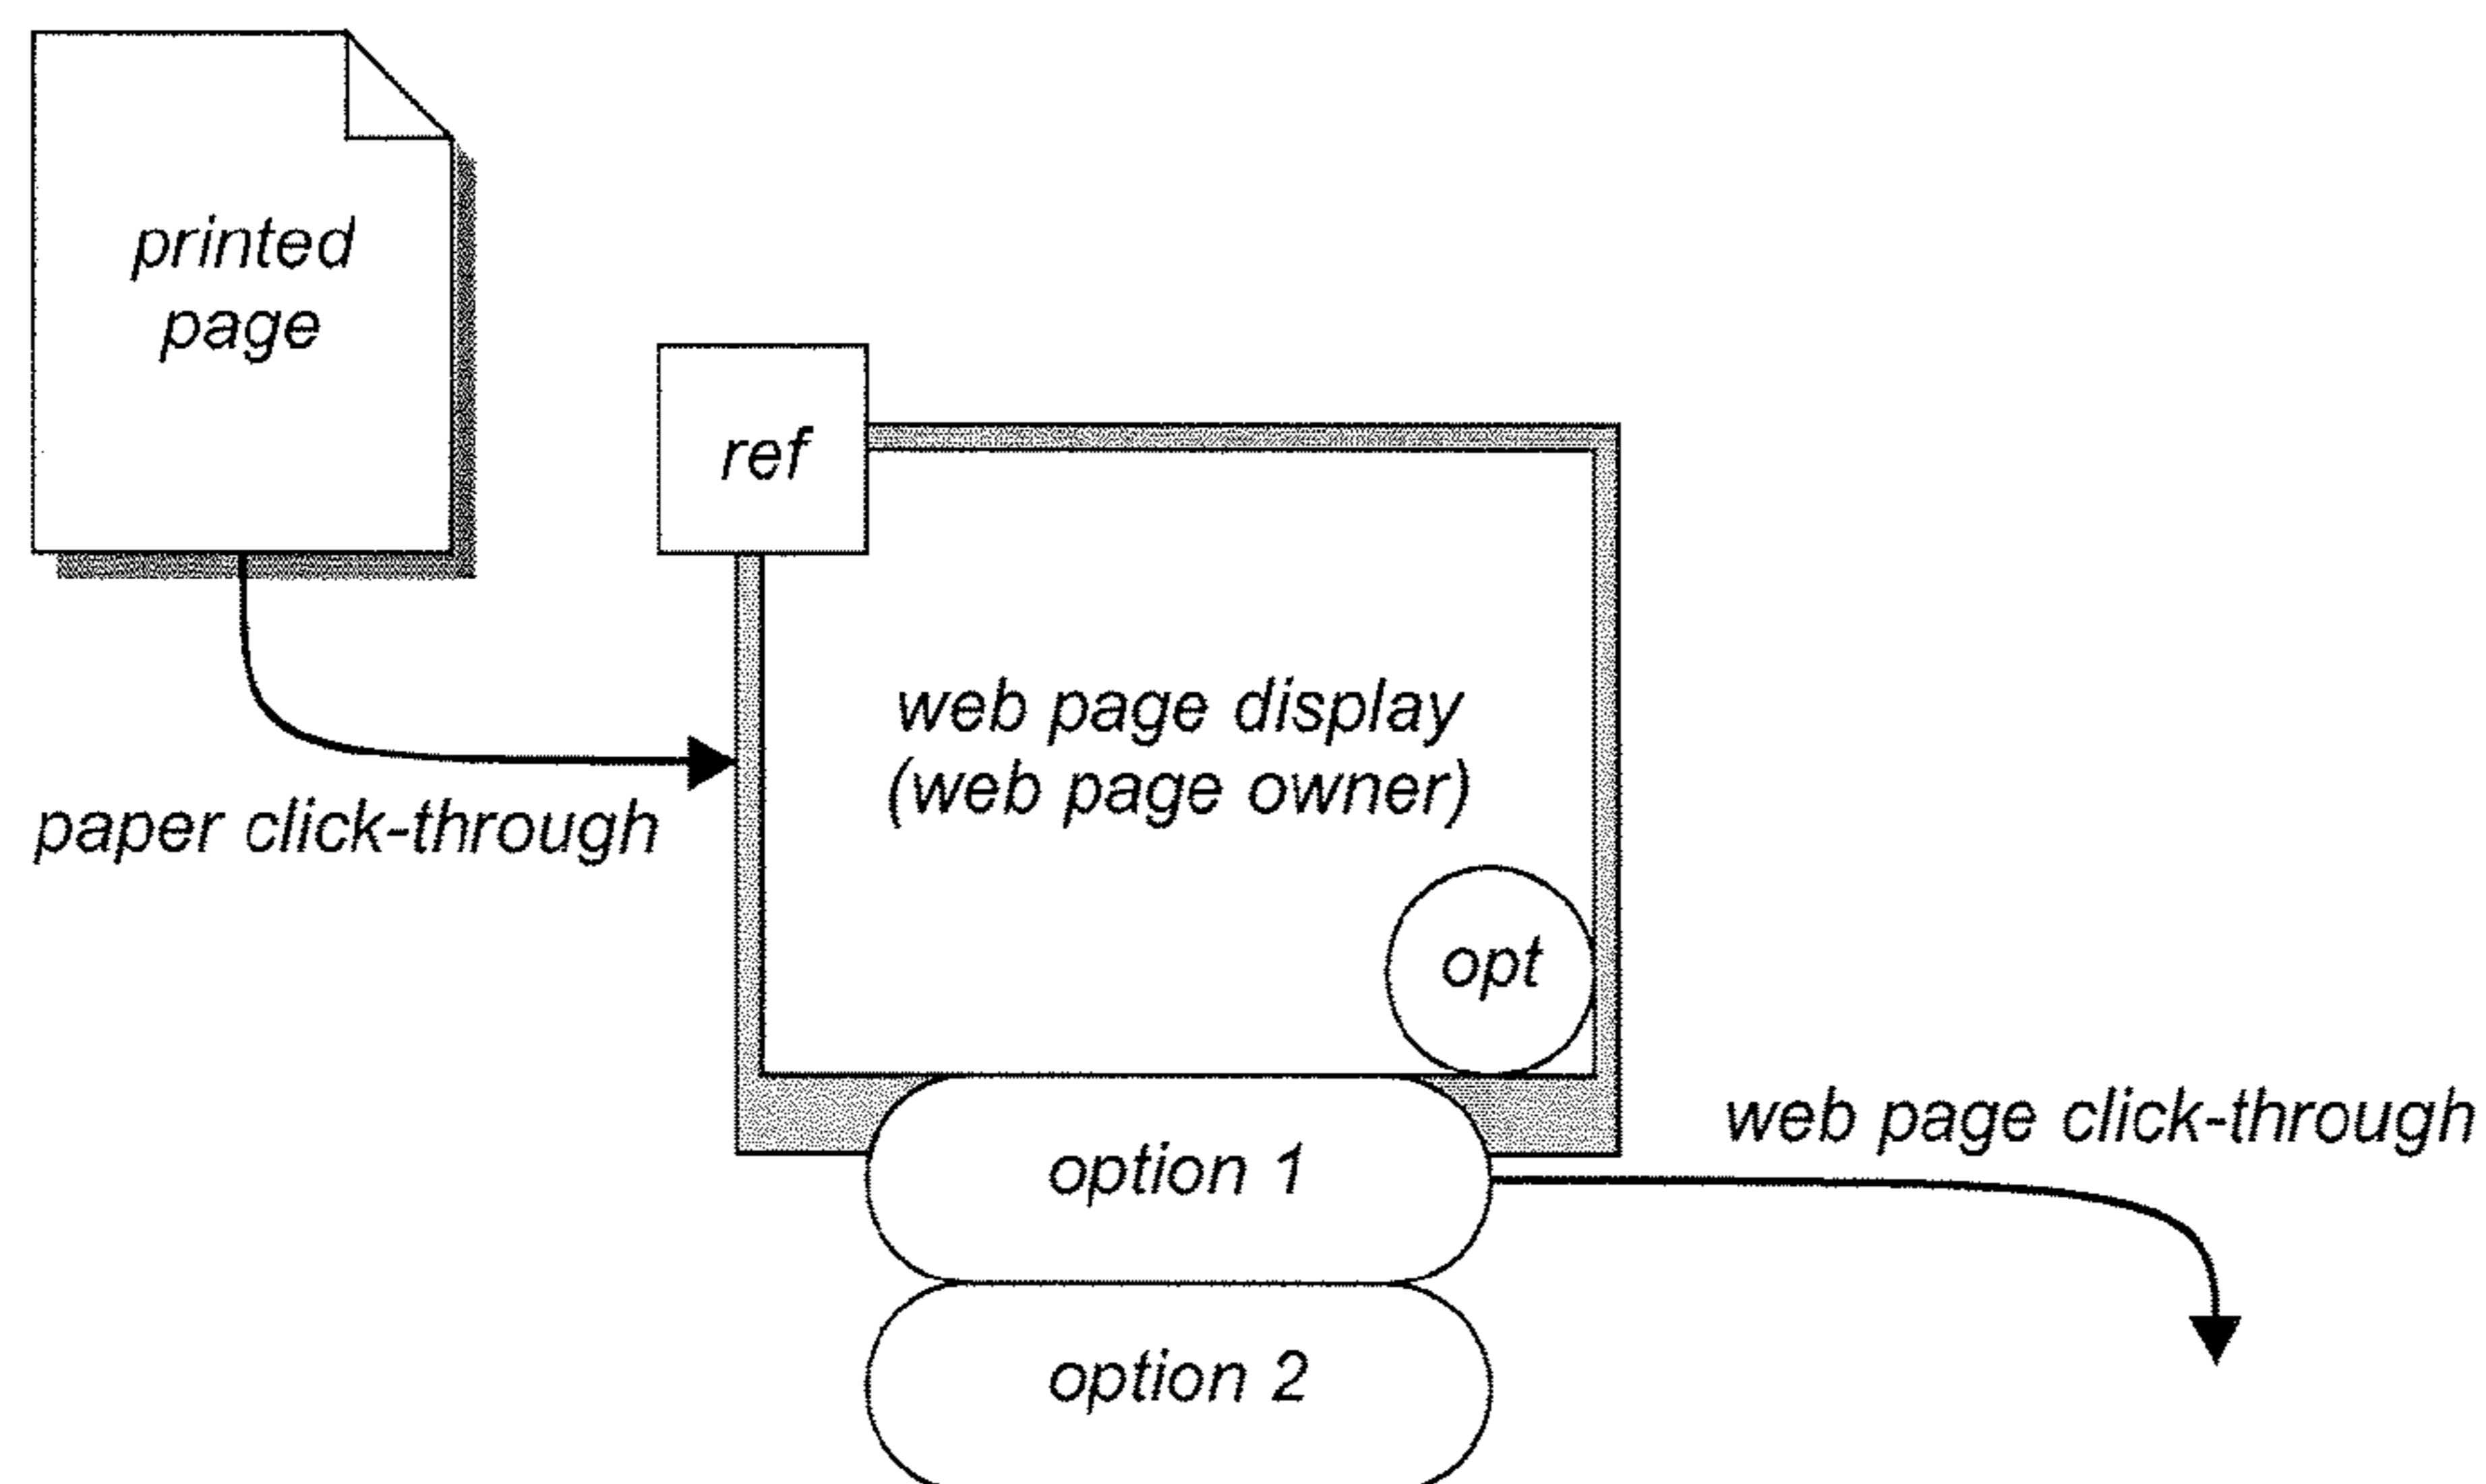 printed
page
ref
web page display
(web page owner)
paper click-through
opt
web page click-through
option 1
option 2